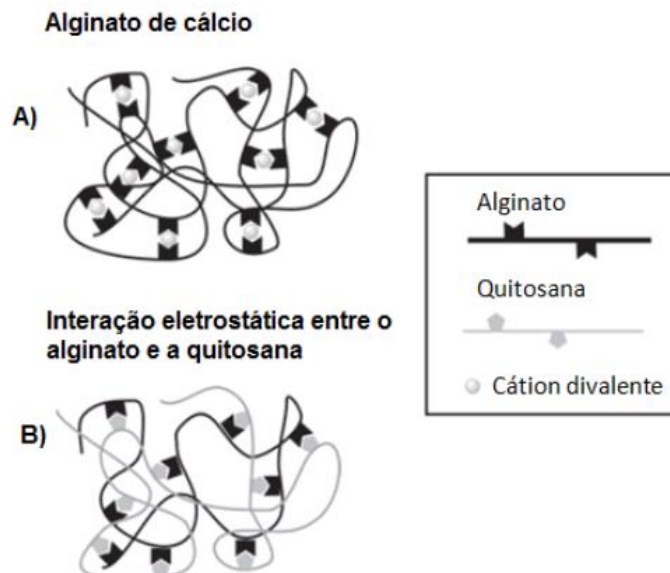 Alginato de cálcio
A)
Interação eletrostática entre o
alginato e a quitosana
B)
Alginato
Quitosana
Cátion divalente